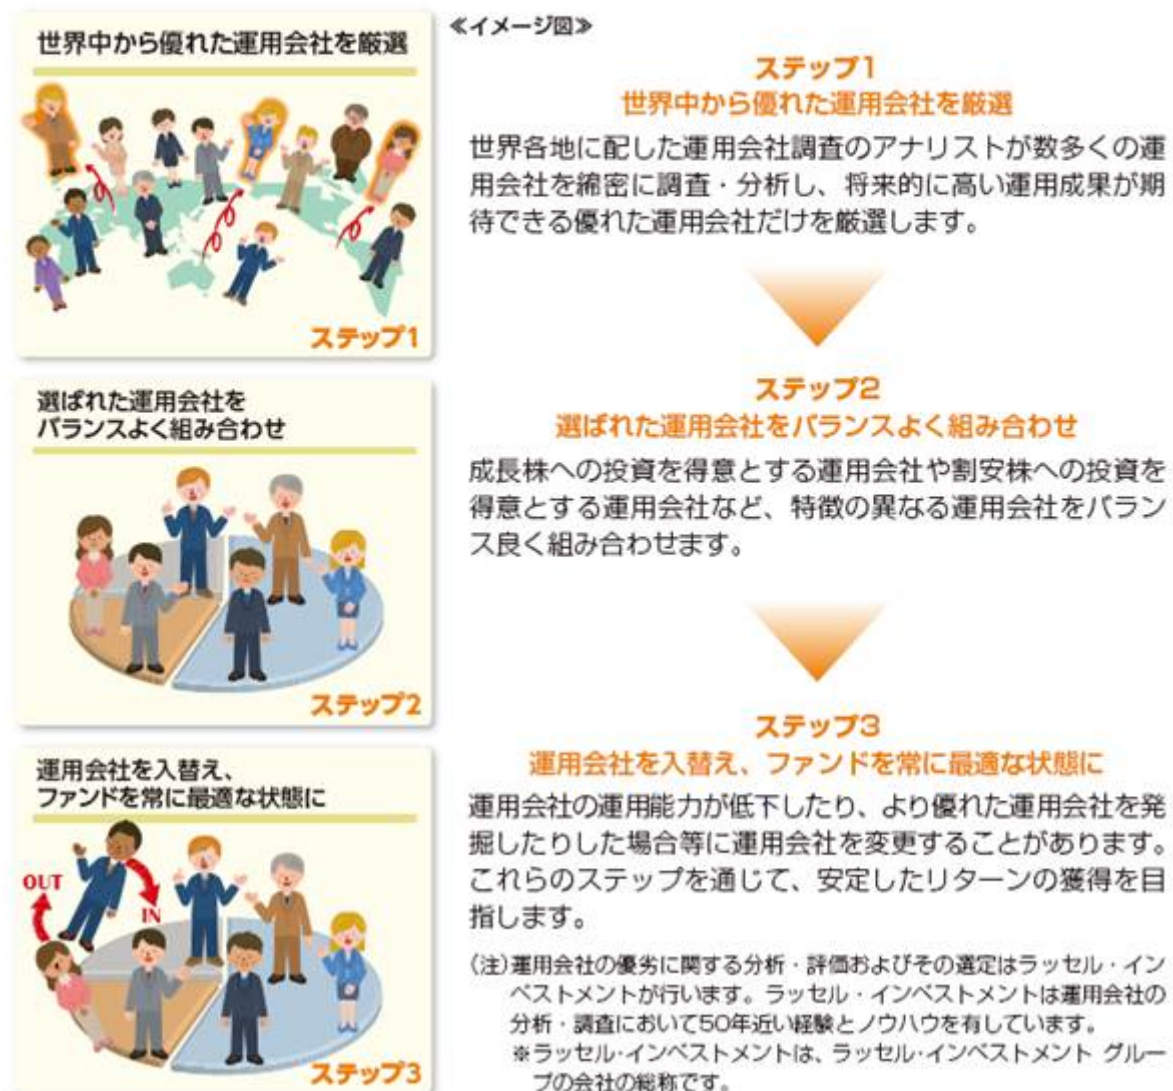 世界中から優れた運用会社を厳選
ステップ1
≪イメージ図≫
ステップ1
世界中から優れた運用会社を厳選
世界各地に配した運用会社調査のアナリストが数多くの運
用会社を綿密に調査・分析し、将来的に高い運用成果が期
待できる優れた運用会社だけを厳選します。
選ばれた運用会社を
バランスよく組み合わせ
ステップ2
ステップ2
選ばれた運用会社をバランスよく組み合わせ
成長株への投資を得意とする運用会社や割安株への投資を
得意とする運用会社など、特徴の異なる運用会社をバラン
ス良く組み合わせます。
運用会社を入替え、
ファンドを常に最適な状態に
OUT
IN
ステップ3
ステップ3
運用会社を入替え、ファンドを常に最適な状態に
運用会社の運用能力が低下したり、より優れた運用会社を発
掘したりした場合等に運用会社を変更することがあります。
これらのステップを通じて、安定したリターンの獲得を目
指します。
(注)運用会社の優劣に関する分析・評価およびその選定はラッセル・イン
ベストメントが行います。ラッセル・インベストメントは運用会社の
分析・調査において50年近い経験とノウハウを有しています。
※ラッセル・インベストメントは、ラッセル・インベストメント グルー
プの会社の総称です。